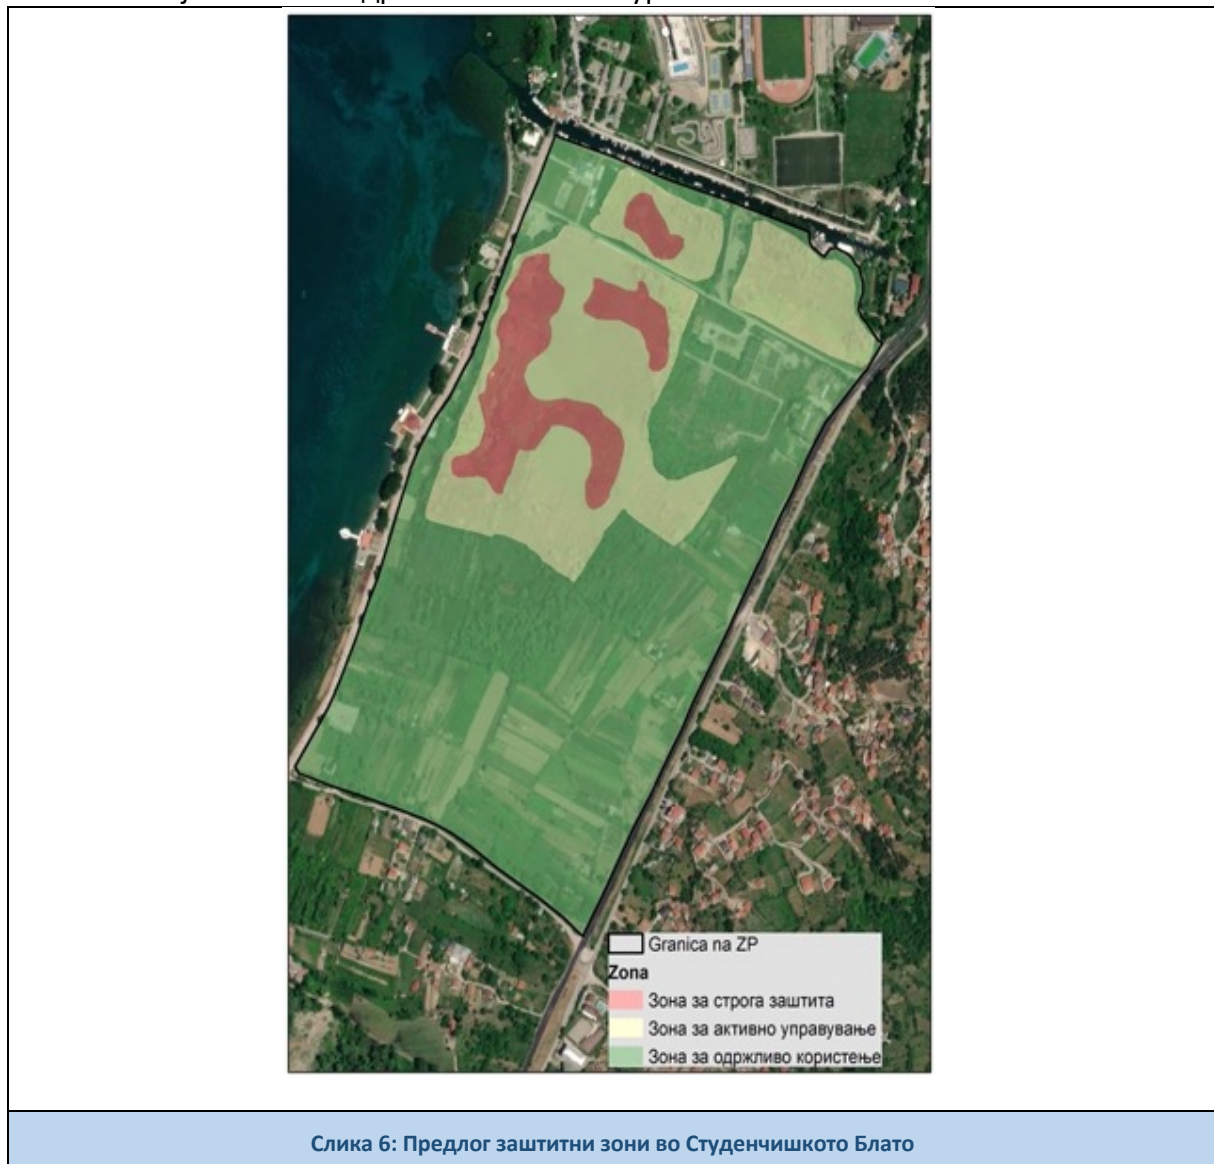 Granica na ZP
Zona
Зона за строга заштита
Зона за активно управување
Зона за одржливо користење
Слика 6: Предлог заштитни зони во Студенчишкото Блато